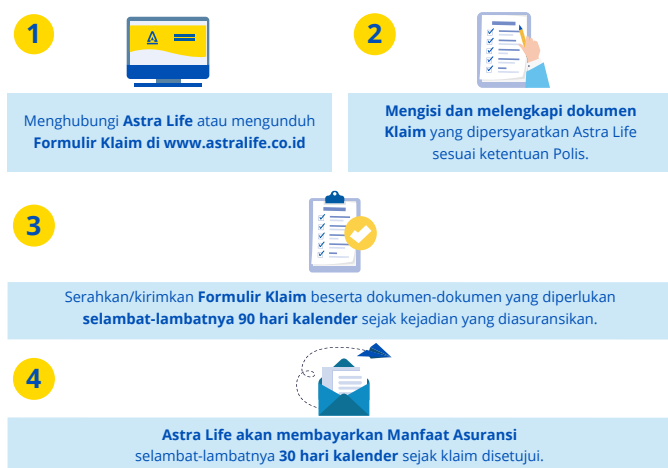 1
Menghubungi Astra Life atau mengunduh
Formulir Klaim di www.astralife.co.id
2
Mengisi dan melengkapi dokumen
Klaim yang dipersyaratkan Astra Life
sesuai ketentuan Polis.
3
Serahkan/kirimkan Formulir Klaim beserta dokumen-dokumen yang diperlukan
selambat-lambatnya 90 hari kalender sejak kejadian yang diasuransikan.
4
Astra Life akan membayarkan Manfaat Asuransi
selambat-lambatnya 30 hari kalender sejak klaim disetujui.